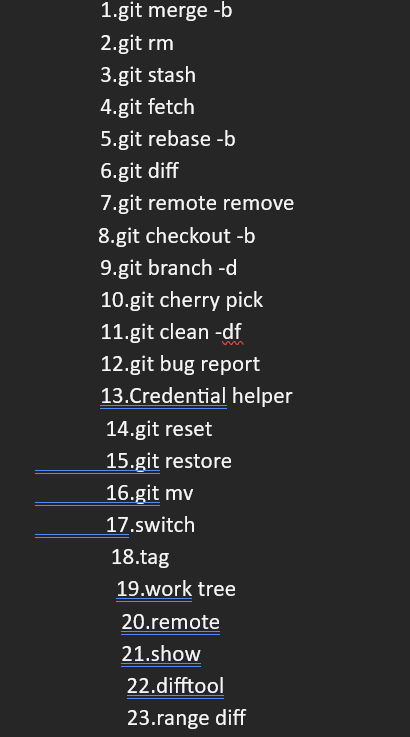 1.git merge -b
2.git rm
3.git stash
4.git fetch
5.git rebase -b
6.git diff
7.git remote remove
8.git checkout -b
9.git branch -d
10.git cherry pick
11.git clean -df
12.git bug report
13.Credential helper
14.git reset
15.git restore
16.git mv
17.switch
18.tag
19.work tree
20.remote
21.show
22.difftool
23.range diff